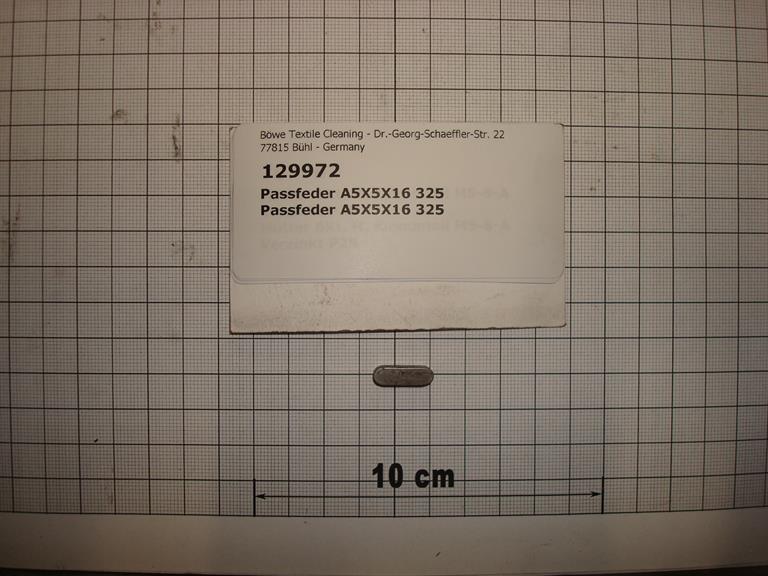 Böwe Textile Cleaning - Dr.-Georg-Schaeffler-Str. 22
77815 Bühl - Germany
129972
Passfeder A5X5X16 325
Passfeder A5X5X16 325
10 cm